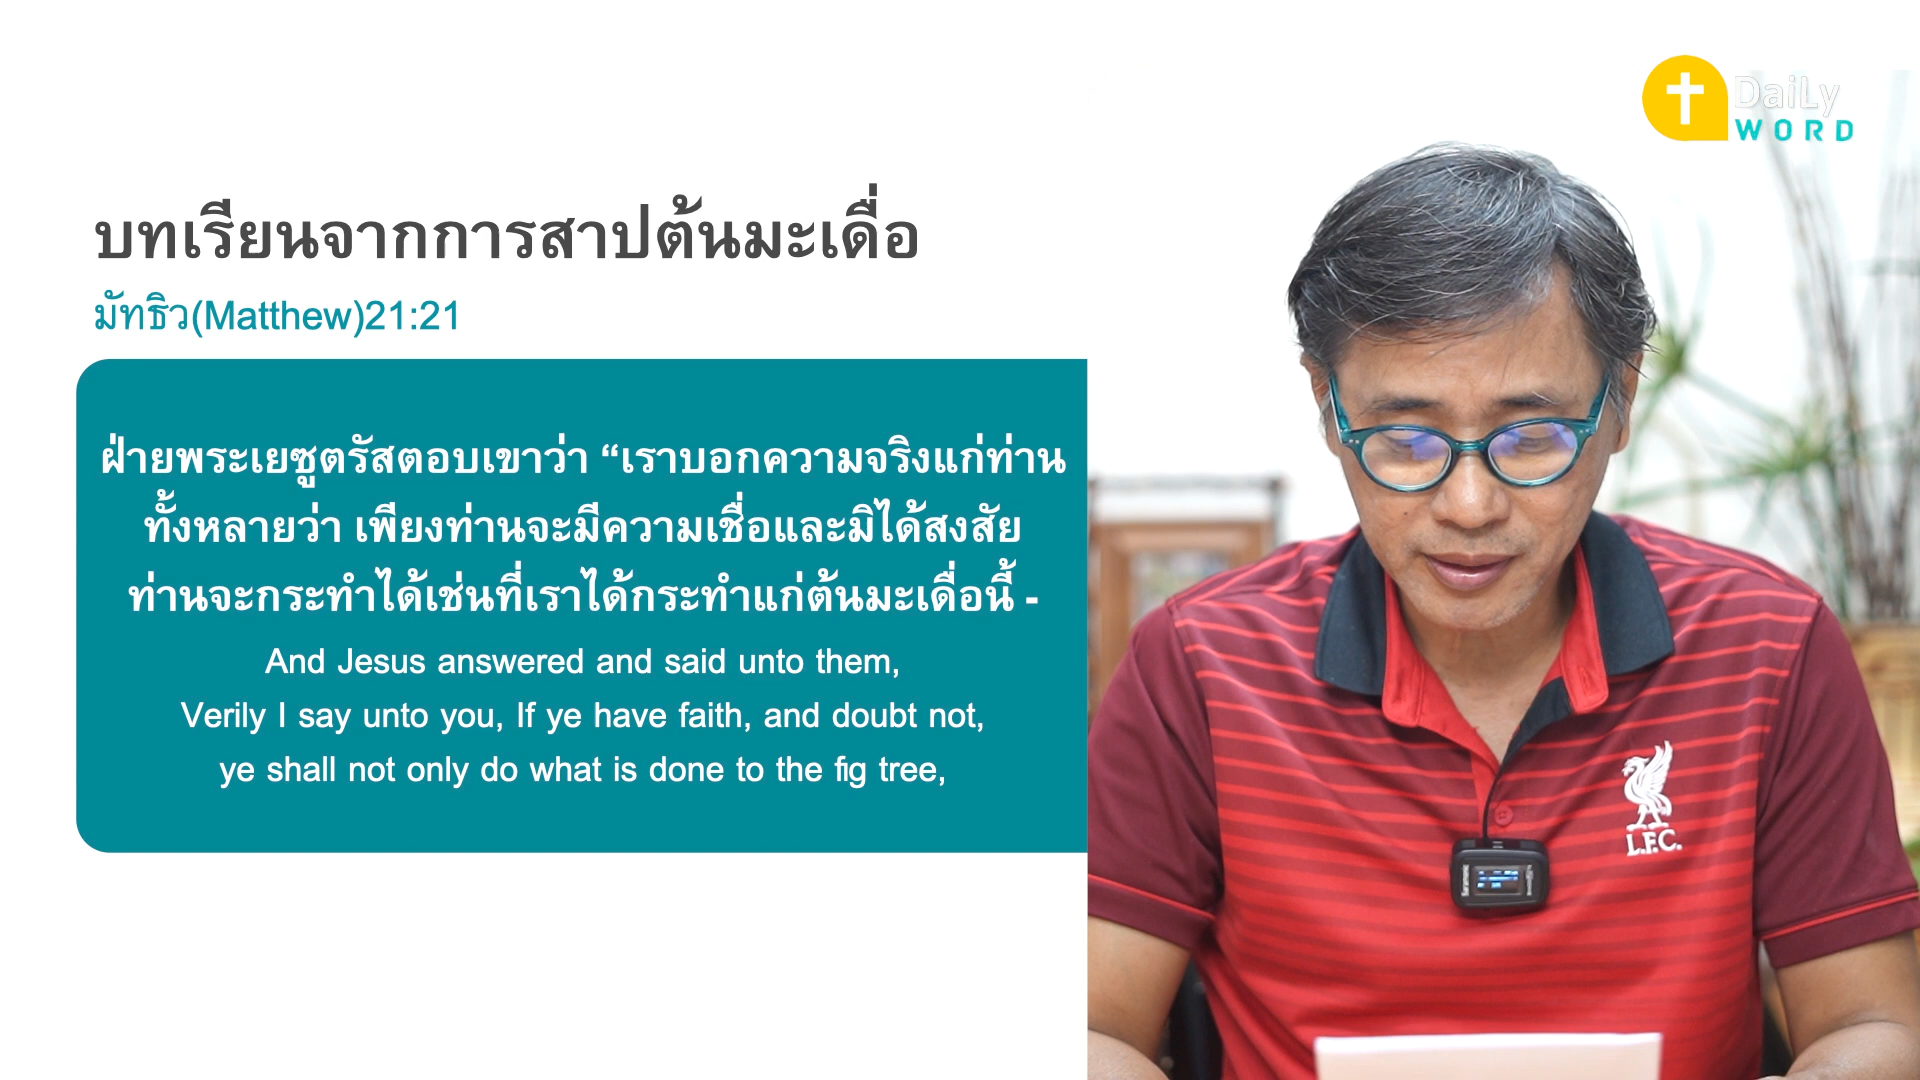 DaiLy
WORD
บทเรียนจากการสาปต้นมะเดื่อ
มัทธิว(Matthew)21:21
ฝ่ายพระเยซูตรัสตอบเขาว่า “เราบอกความจริงแก่ท่าน
ทั้งหลายว่า เพียงท่านจะมีความเชื่อและมิได้สงสัย
ท่านจะกระทำได้เช่นที่เราได้กระทำแก่ต้นมะเดื่อนี้ -
And Jesus answered and said unto them,
Verily I say unto you, If ye have faith, and doubt not,
ye shall not only do what is done to the fig tree,
L.F.C.